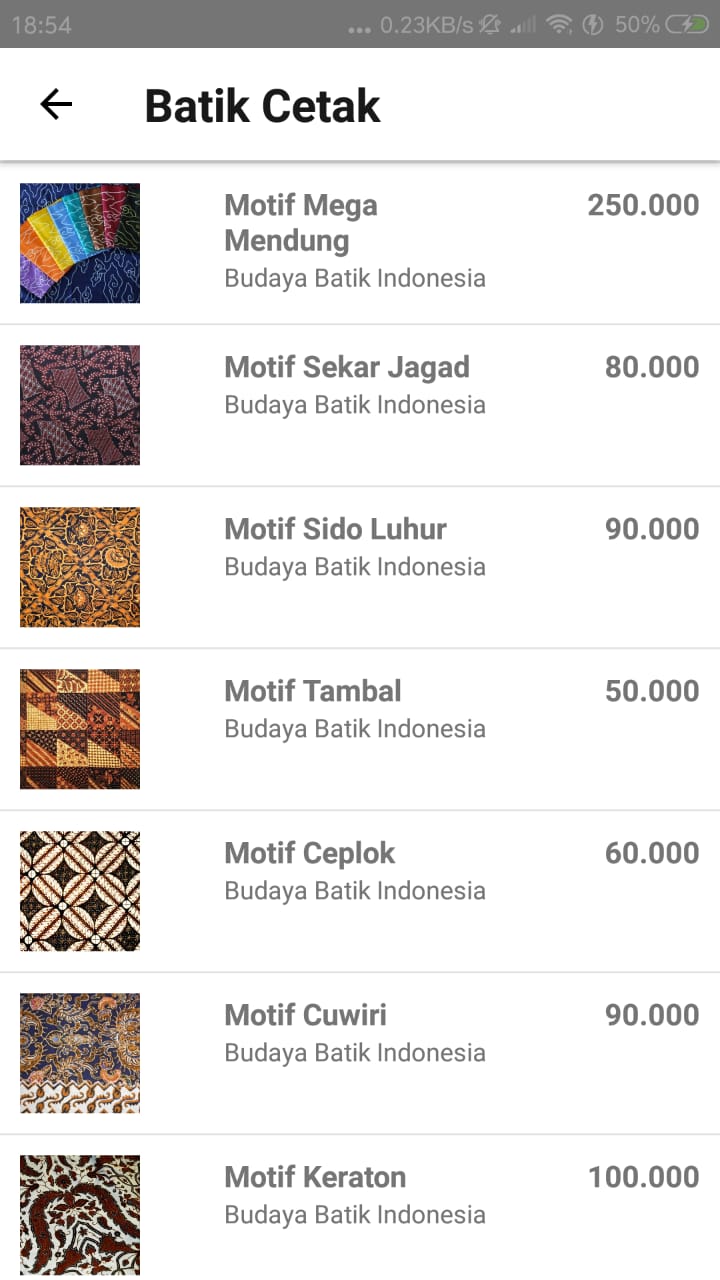 18:54 ... 0.23KB/s 50%
Batik Cetak
Motif Mega 250.000
Mendung
Budaya Batik Indonesia
Motif Sekar Jagad 80.000
Budaya Batik Indonesia
Motif Sido Luhur 90.000
Budaya Batik Indonesia
Motif Tambal 50.000
Budaya Batik Indonesia
Motif Ceplok 60.000
Budaya Batik Indonesia
Motif Cuwiri 90.000
Budaya Batik Indonesia
Motif Keraton 100.000
Budaya Batik Indonesia